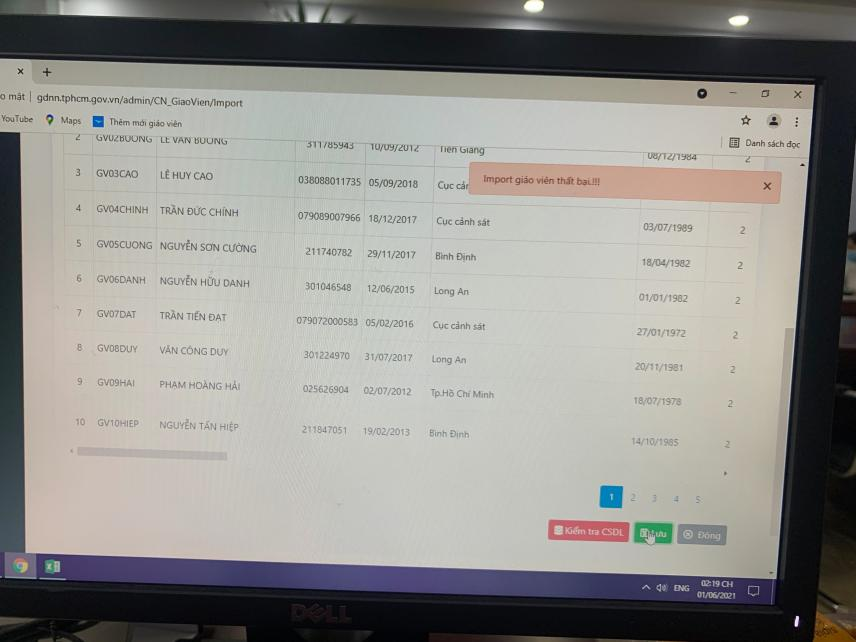 gdnn.tphcm.gov.vn/admin/CN_GiaoVien/Import
YouTube Maps Thêm mới giáo viên Danh sách đọc
2 GV02BUONG LÊ VĂN BƯỜNG 311785943 10/09/2012 Tiền Giang 08/12/1984 2
Import giáo viên thất bại.!!!
3 GV03CAO LÊ HUY CAO 038088011735 05/09/2018
4 GV04CHINH TRẦN ĐỨC CHÍNH 079089007966 18/12/2017 Cục cảnh sát 03/07/1989 2
5 GV05CUONG NGUYỄN SƠN CƯỜNG 211740782 29/11/2017 Bình Định 18/04/1982 2
6 GV06DANH NGUYỄN HỮU DANH 301046548 12/06/2015 Long An 01/01/1982 2
7 GV07DAT TRẦN TIẾN ĐẠT 079072000583 05/02/2016 Cục cảnh sát 27/01/1972 2
8 GV08DUY VĂN CÔNG DUY 301224970 31/07/2017 Long An 20/11/1981 2
9 GV09HAI PHẠM HOÀNG HẢI 025626904 02/07/2012 Tp.Hồ Chí Minh 18/07/1978 2
10 GV10HIEP NGUYỄN TẤN HIỆP 211847051 19/02/2013 Bình Định 14/10/1985 2
1 2 3 4 5
Kiểm tra CSDL Lưu Đóng
ENG 02:19 CH
01/06/2021
DELL